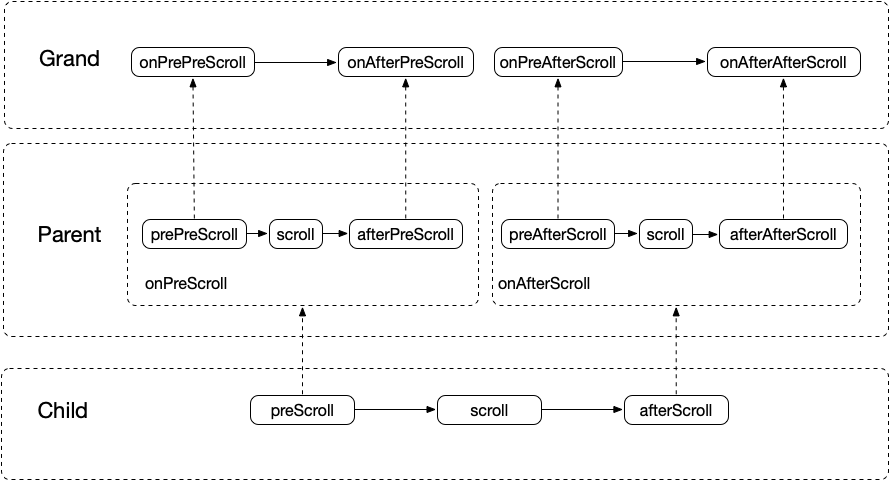 Grand
onPrePreScroll
onAfterPreScroll
onPreAfterScroll
onAfterAfterScroll
Parent
prePreScroll
scroll
afterPreScroll
onPreScroll
preAfterScroll
scroll
afterAfterScroll
onAfterScroll
Child
preScroll
scroll
afterScroll